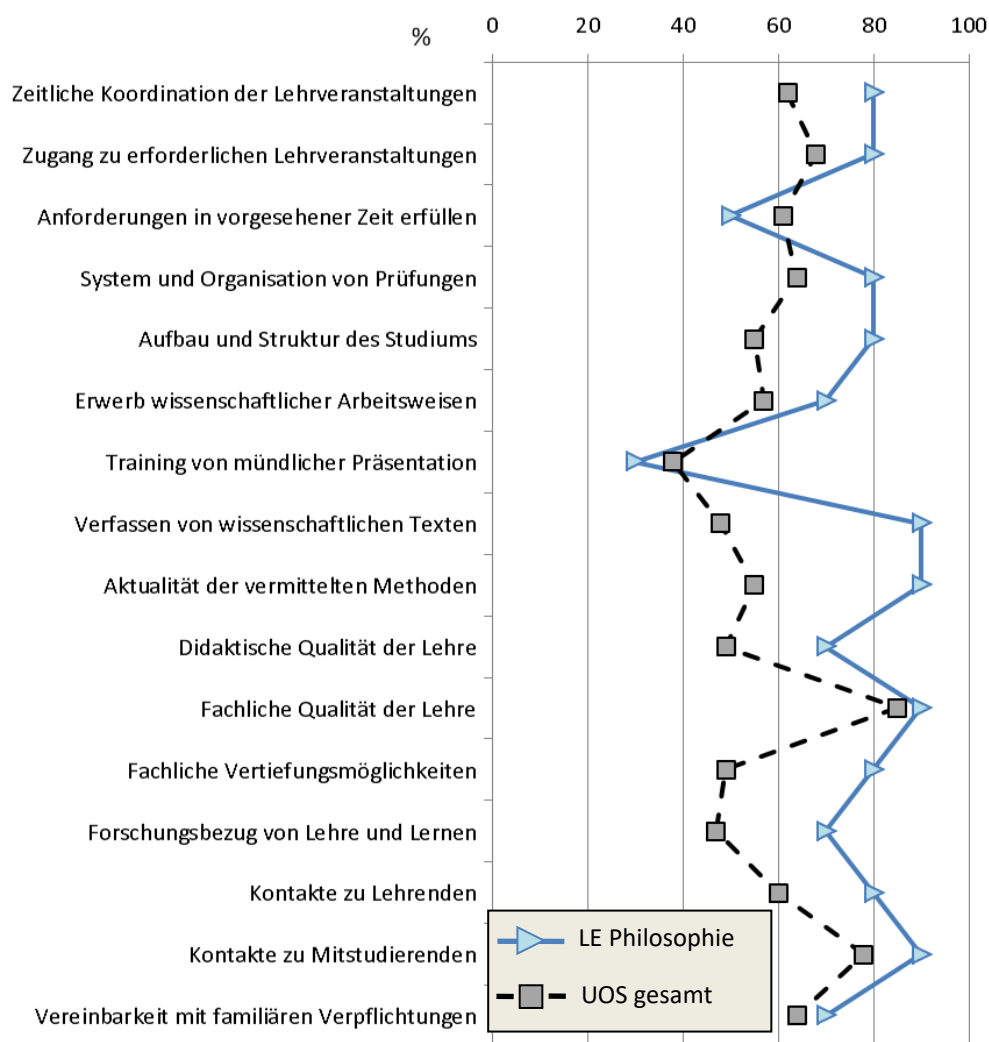 0 20 40 60 80 100
%
Zeitliche Koordination der Lehrveranstaltungen
Zugang zu erforderlichen Lehrveranstaltungen
Anforderungen in vorgesehener Zeit erfüllen
System und Organisation von Prüfungen
Aufbau und Struktur des Studiums
Erwerb wissenschaftlicher Arbeitsweisen
Training von mündlicher Präsentation
Verfassen von wissenschaftlichen Texten
Aktualität der vermittelten Methoden
Didaktische Qualität der Lehre
Fachliche Qualität der Lehre
Fachliche Vertiefungsmöglichkeiten
Forschungsbezug von Lehre und Lernen
Kontakte zu Lehrenden
Kontakte zu Mitstudierenden
Vereinbarkeit mit familiären Verpflichtungen
LE Philosophie
UOS gesamt